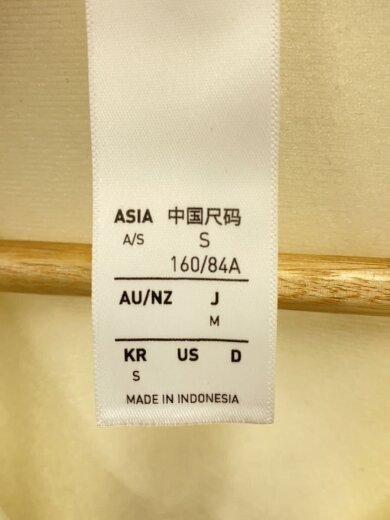 ASIA 中国尺码
A/S S
160/84A
AU/NZ J
M
KR US D
S
MADE IN INDONESIA